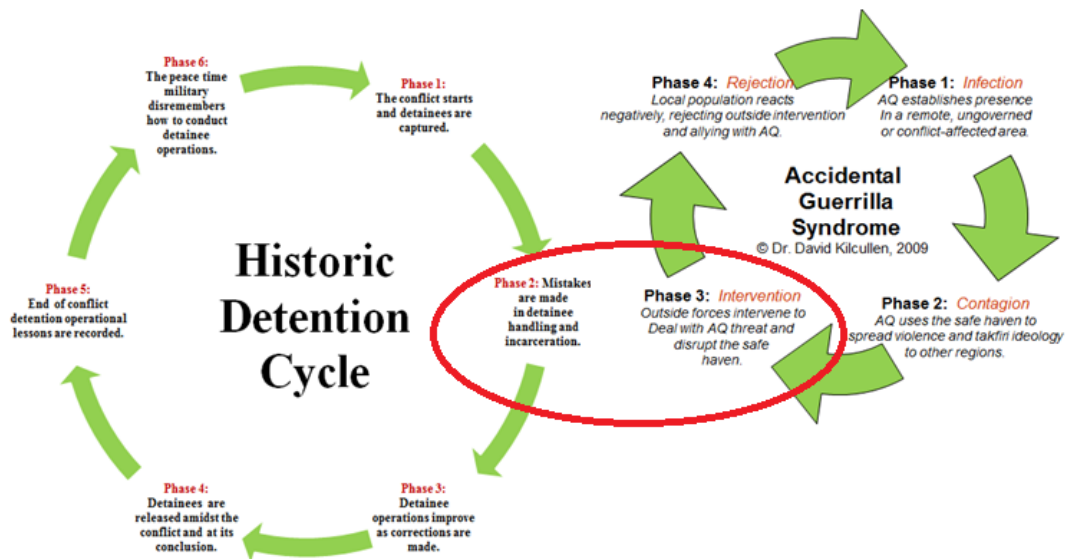 Historic
Detention
Cycle
Phase 1:
The conflict starts
and detainees are
captured.
Phase 2: Mistakes
are made
in detainee
handling and
incarceration.
Phase 3:
Detainee
operations improve
as corrections are
made.
Phase 4:
Detainees are
released amidst the
conflict and at its
conclusion.
Phase 5:
End of conflict
detention operational
lessons are recorded.
Phase 6:
The peace time
military
disremembers
how to conduct
detainee
operations.
Accidental
Guerrilla
Syndrome
© Dr. David Kilcullen, 2009
Phase 1: Infection
AQ establishes presence
In a remote, ungoverned
or conflict-affected area.
Phase 2: Contagion
AQ uses the safe haven to
spread violence and takfiri ideology
to other regions.
Phase 3: Intervention
Outside forces intervene to
Deal with AQ threat and
disrupt the safe
haven.
Phase 4: Rejection
Local population reacts
negatively, rejecting outside intervention
and allying with AQ.